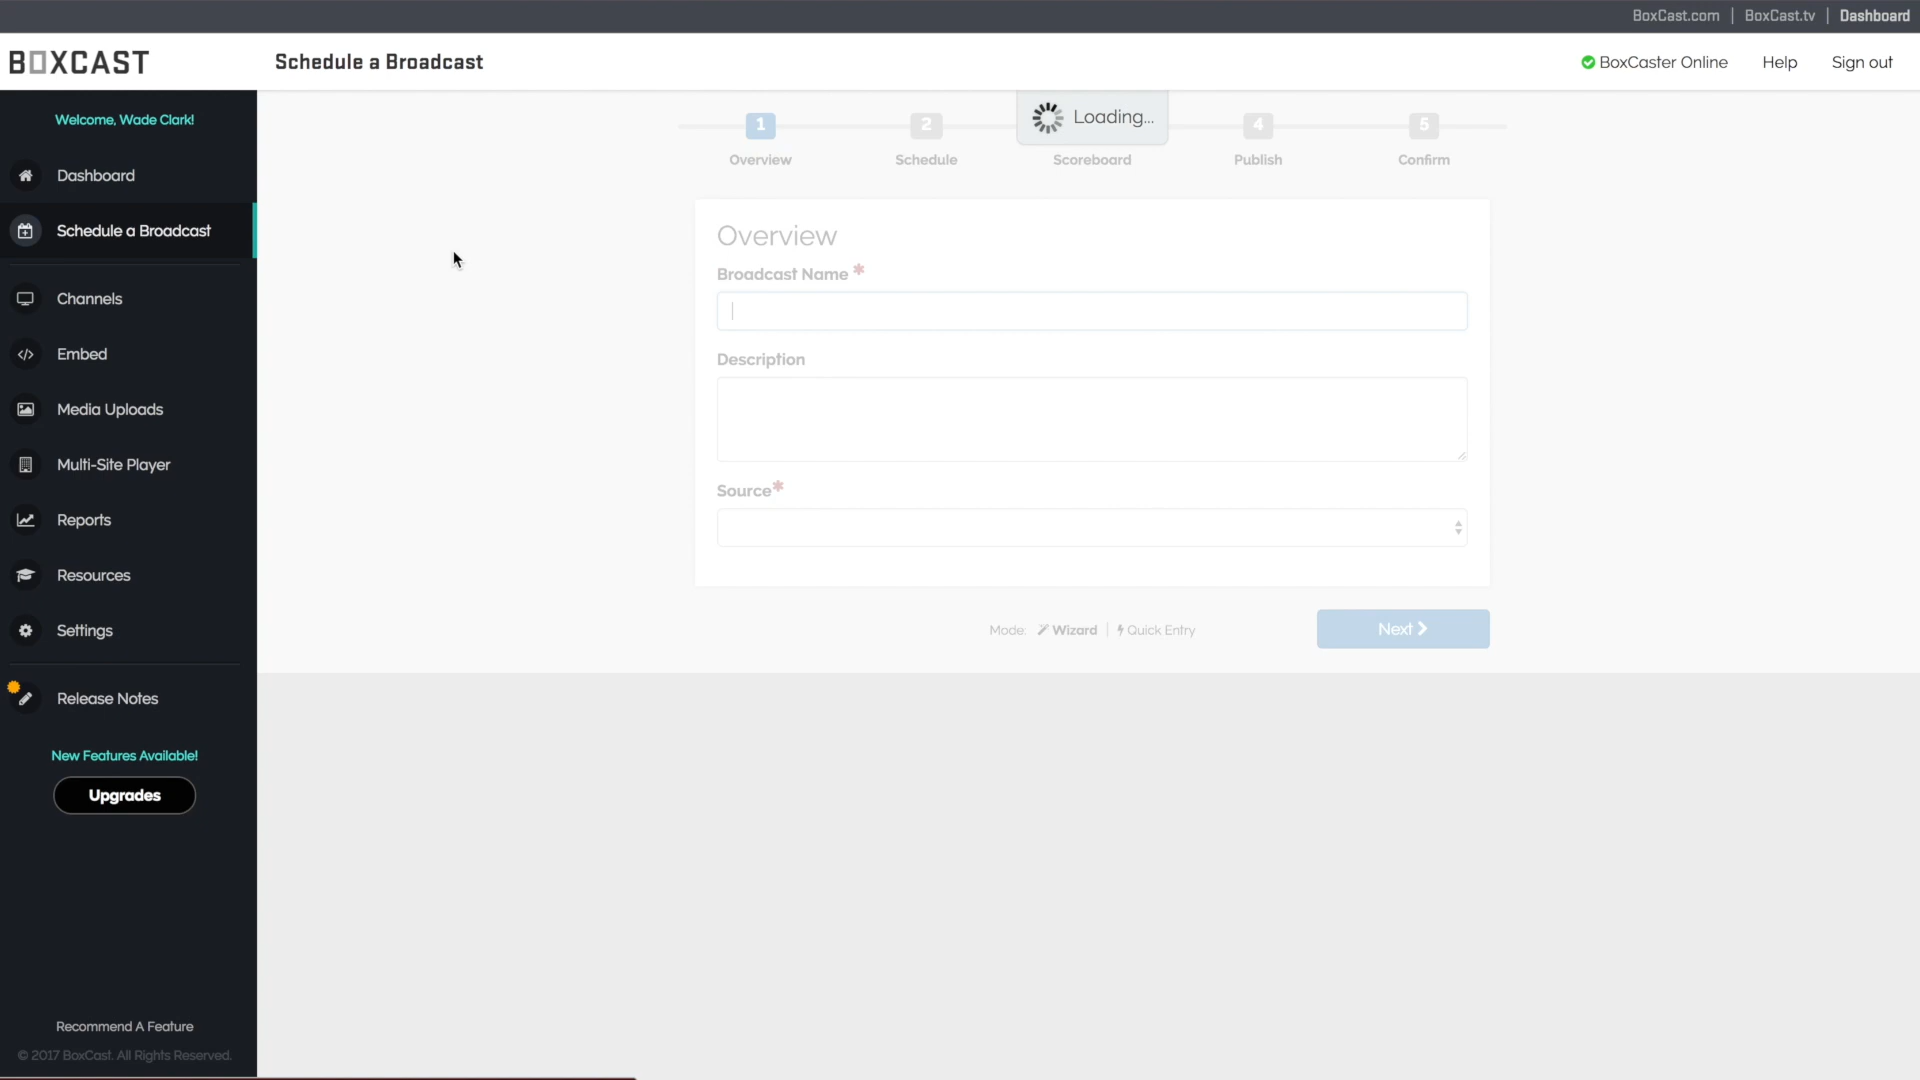 BoxCast.com
BoxCast.tv
Dashboard
BOXCAST
Schedule a Broadcast
BoxCaster Online
Help
Sign out
Welcome, Wade Clark!
Dashboard
Schedule a Broadcast
Channels
Embed
Media Uploads
Multi-Site Player
Reports
Resources
Settings
Release Notes
New Features Available!
Upgrades
Recommend A Feature
© 2017 BoxCast. All Rights Reserved.
1
2
Loading...
4
5
Overview
Schedule
Scoreboard
Publish
Confirm
Overview
Broadcast Name *
Description
Source*
Mode: Wizard | Quick Entry
Next